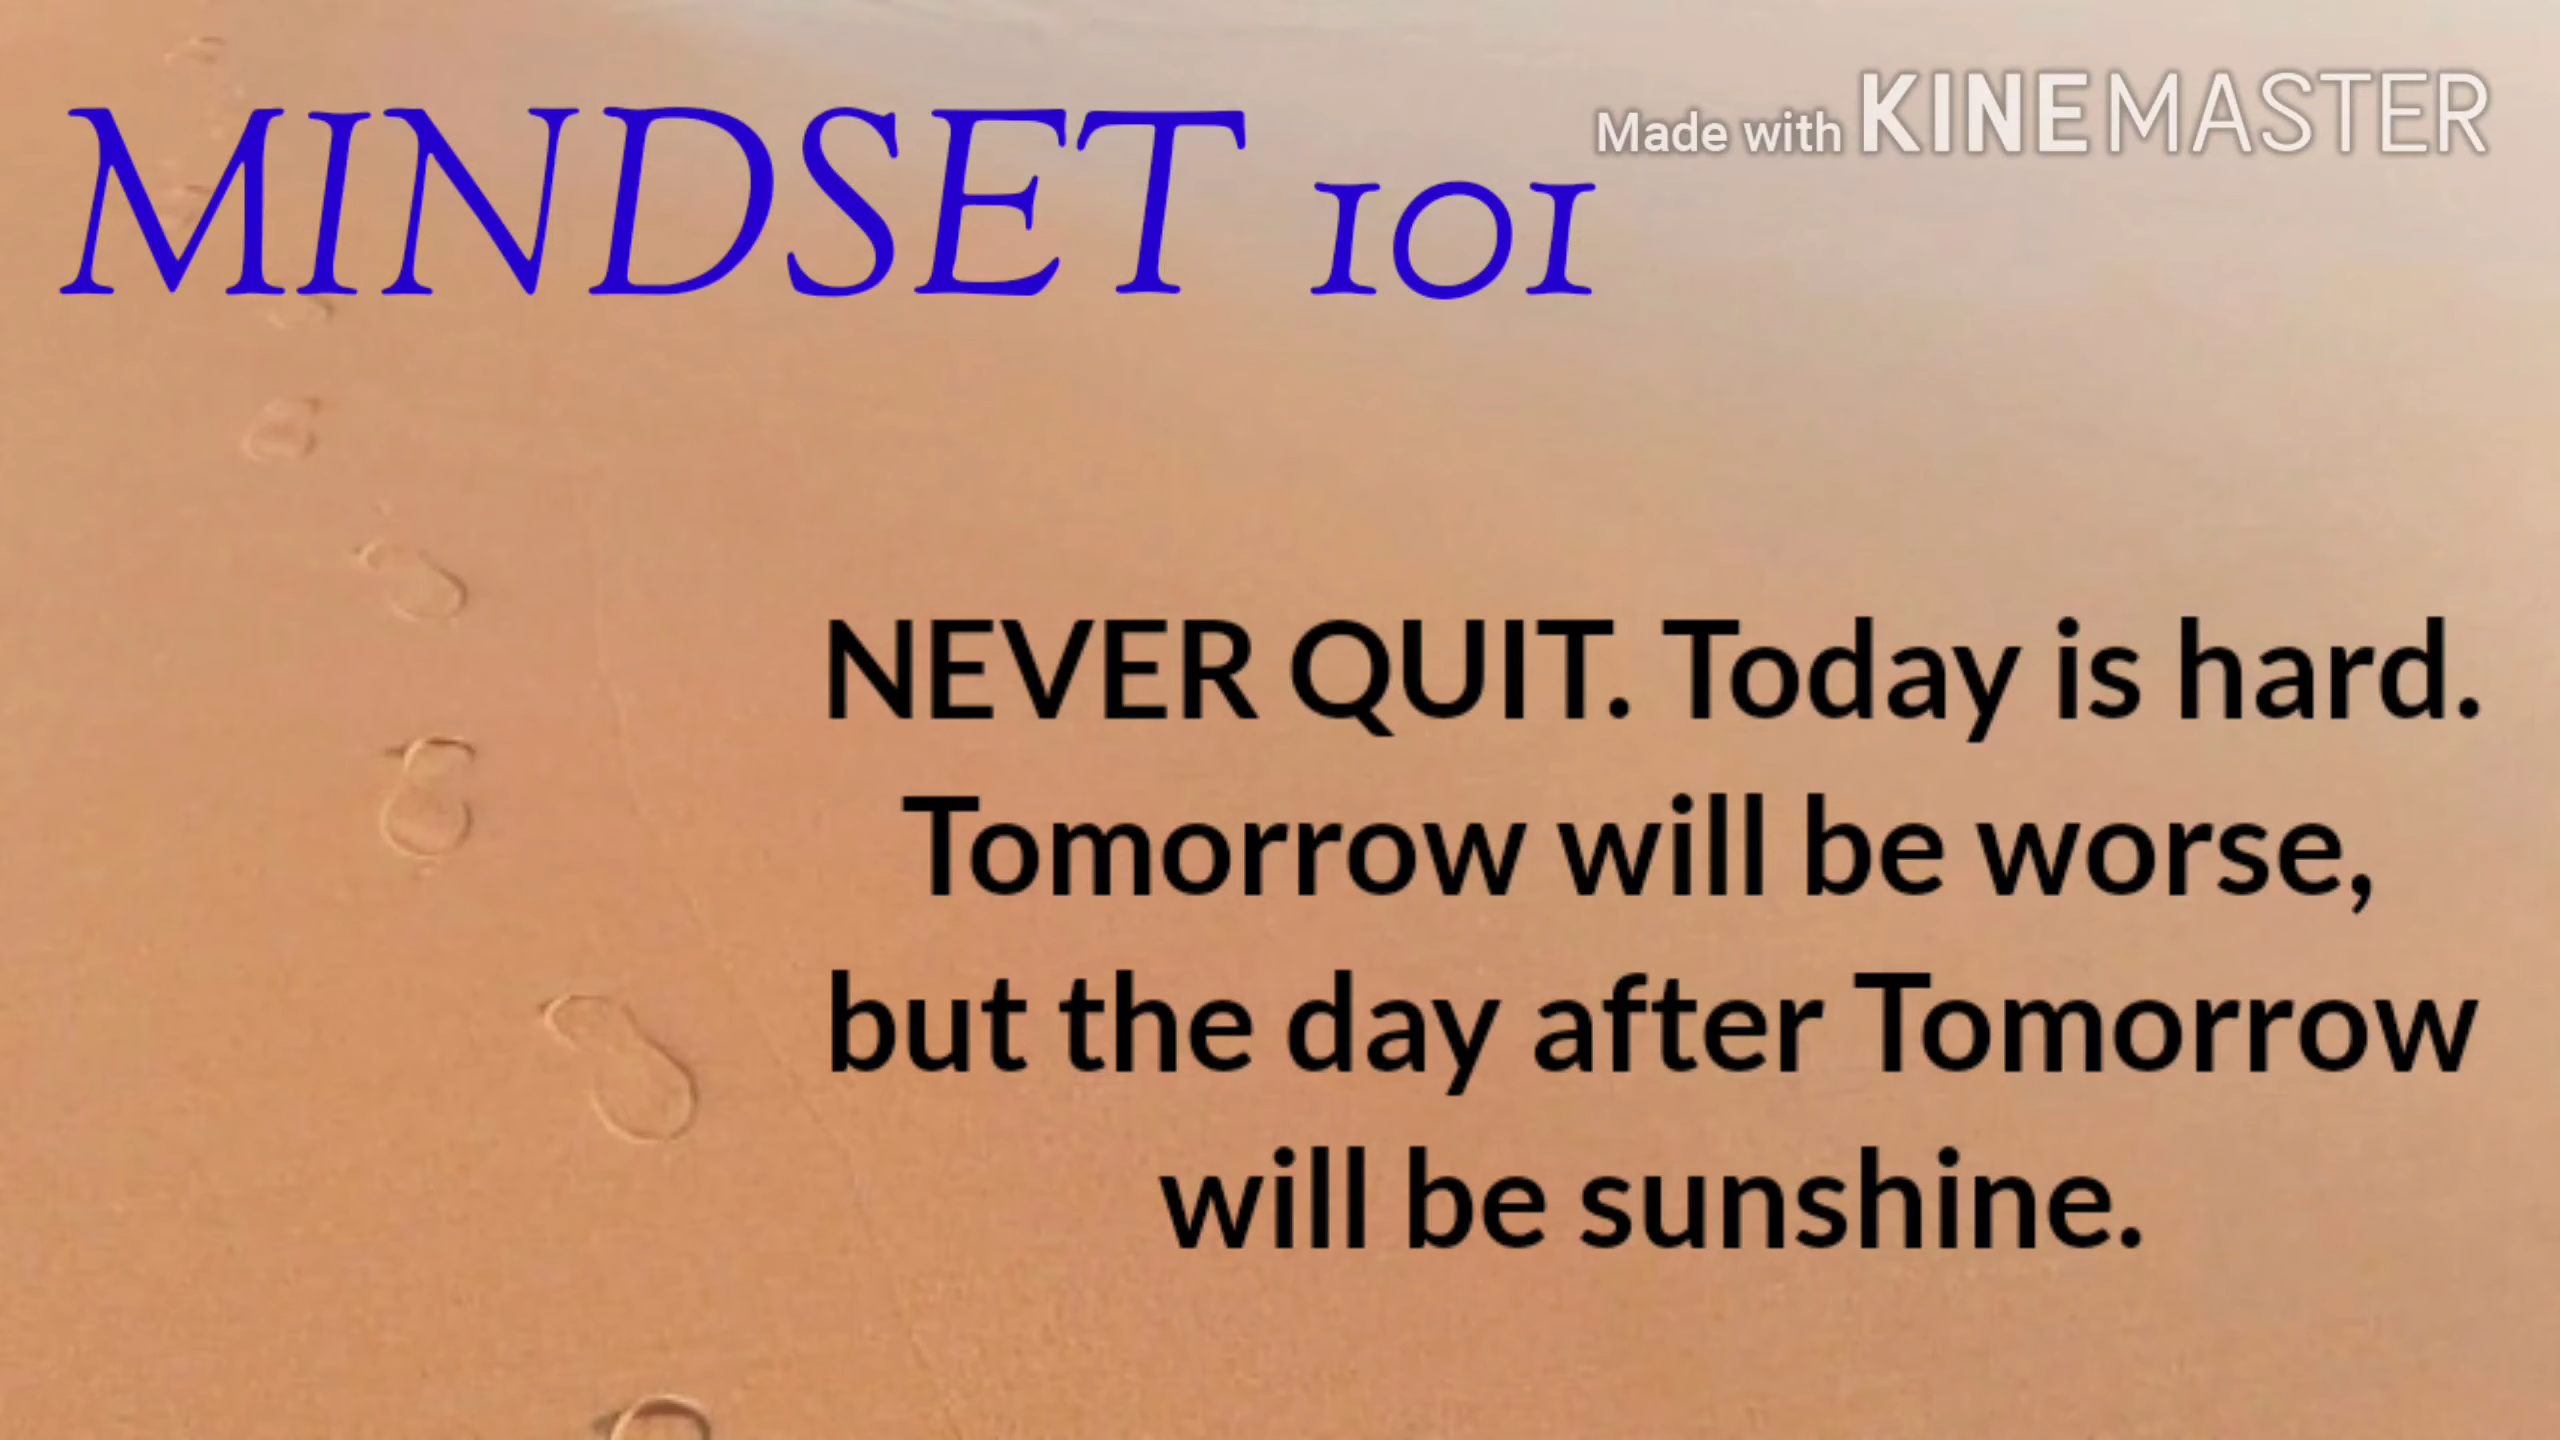 MINDSET 101
Made with KINEMASTER
NEVER QUIT. Today is hard.
Tomorrow will be worse,
but the day after Tomorrow
will be sunshine.